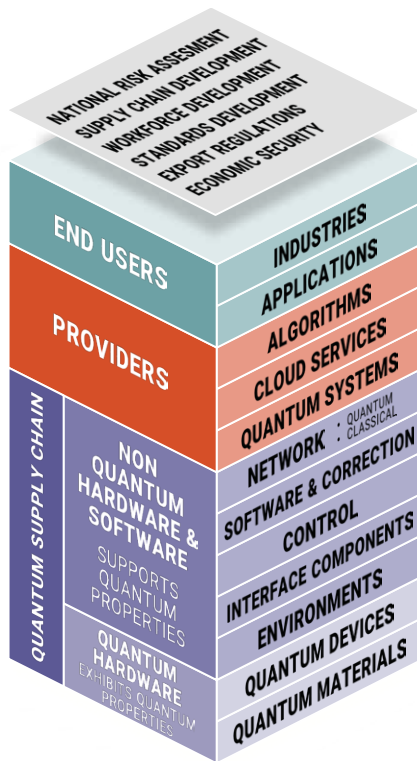 NATIONAL RISK ASSESMENT
SUPPLY CHAIN DEVELOPMENT
WORKFORCE DEVELOPMENT
STANDARDS DEVELOPMENT
EXPORT REGULATIONS
ECONOMIC SECURITY
END USERS
INDUSTRIES
APPLICATIONS
PROVIDERS
ALGORITHMS
CLOUD SERVICES
QUANTUM SYSTEMS
QUANTUM SUPPLY CHAIN
NON
QUANTUM
HARDWARE &
SOFTWARE
SUPPORTS
QUANTUM
PROPERTIES
NETWORK : QUANTUM
: CLASSICAL
SOFTWARE & CORRECTION
CONTROL
INTERFACE COMPONENTS
ENVIRONMENTS
QUANTUM
HARDWARE
EXHIBITS QUANTUM
PROPERTIES
QUANTUM DEVICES
QUANTUM MATERIALS